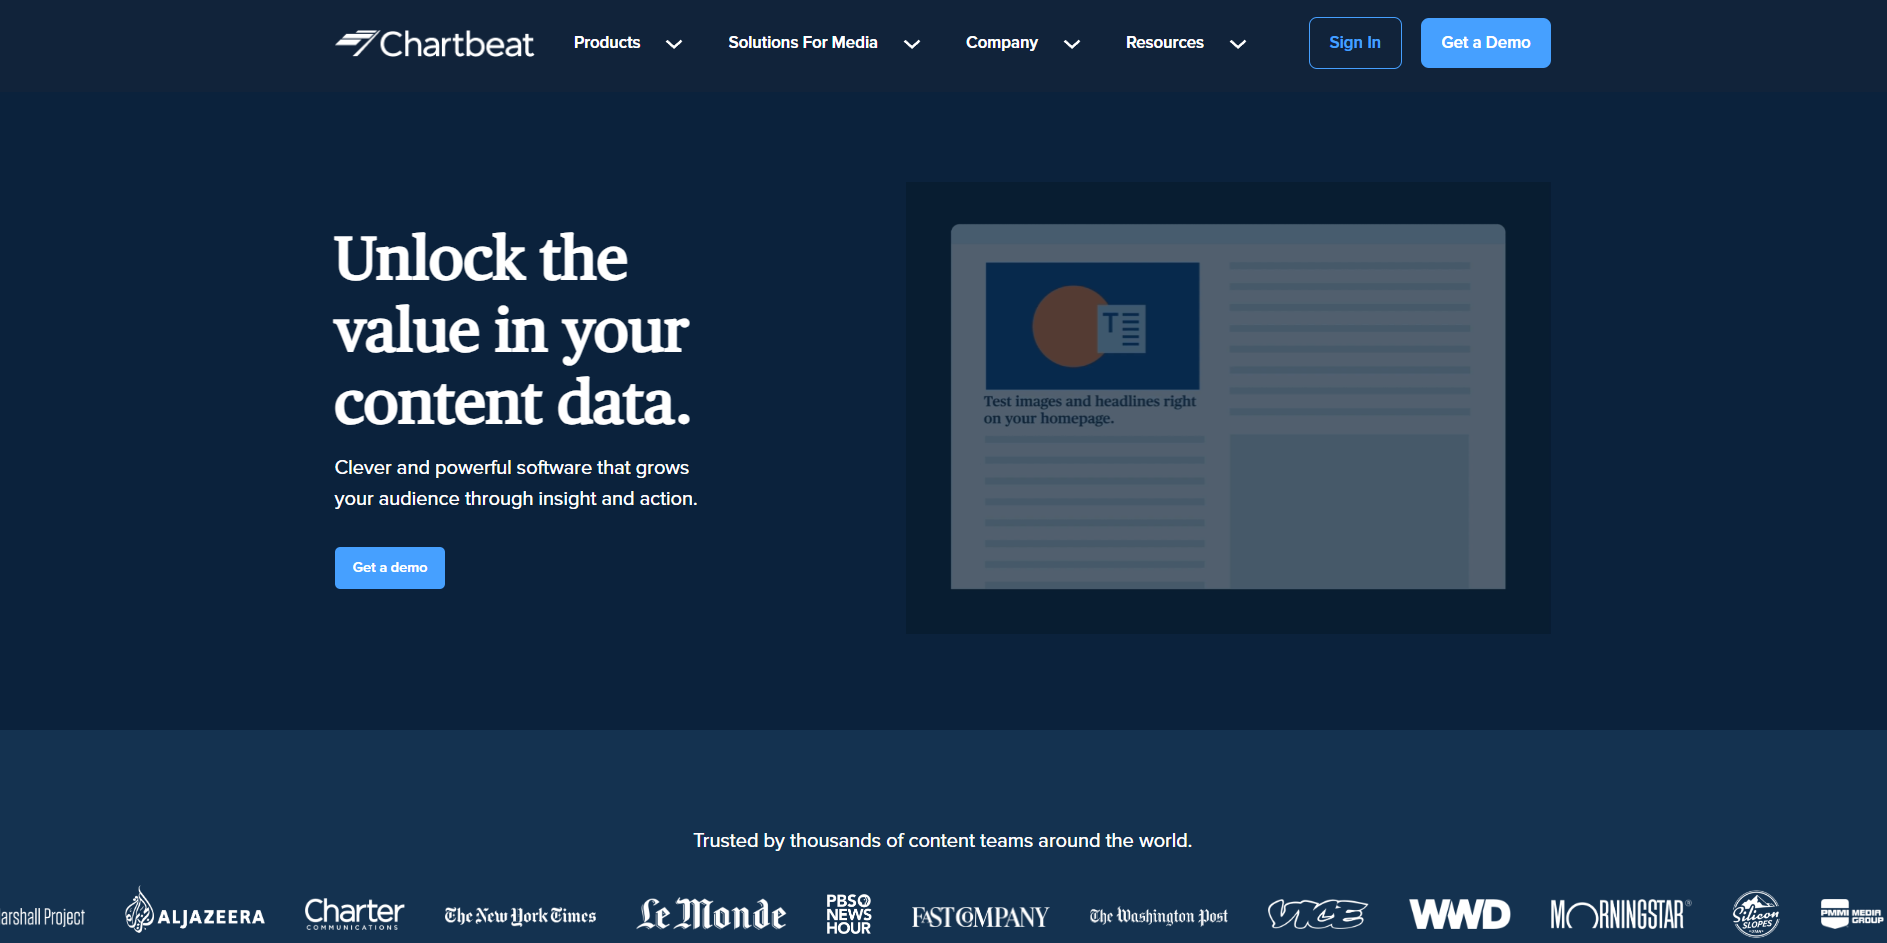 Chartbeat
Products
Solutions For Media
Company
Resources
Sign In
Get a Demo
Unlock the
value in your
content data.
Clever and powerful software that grows
your audience through insight and action.
Get a demo
T
Test images and headlines right
on your homepage.
Trusted by thousands of content teams around the world.
arshall Project
ALJAZEERA
Charter
COMMUNICATIONS
The New York Times
Le Monde
PBS
NEWS
HOUR
FAST COMPANY
The Washington Post
VICE
WWD
MORNINGSTAR®
Silicon
SLOPES
PMMI MEDIA
GROUP